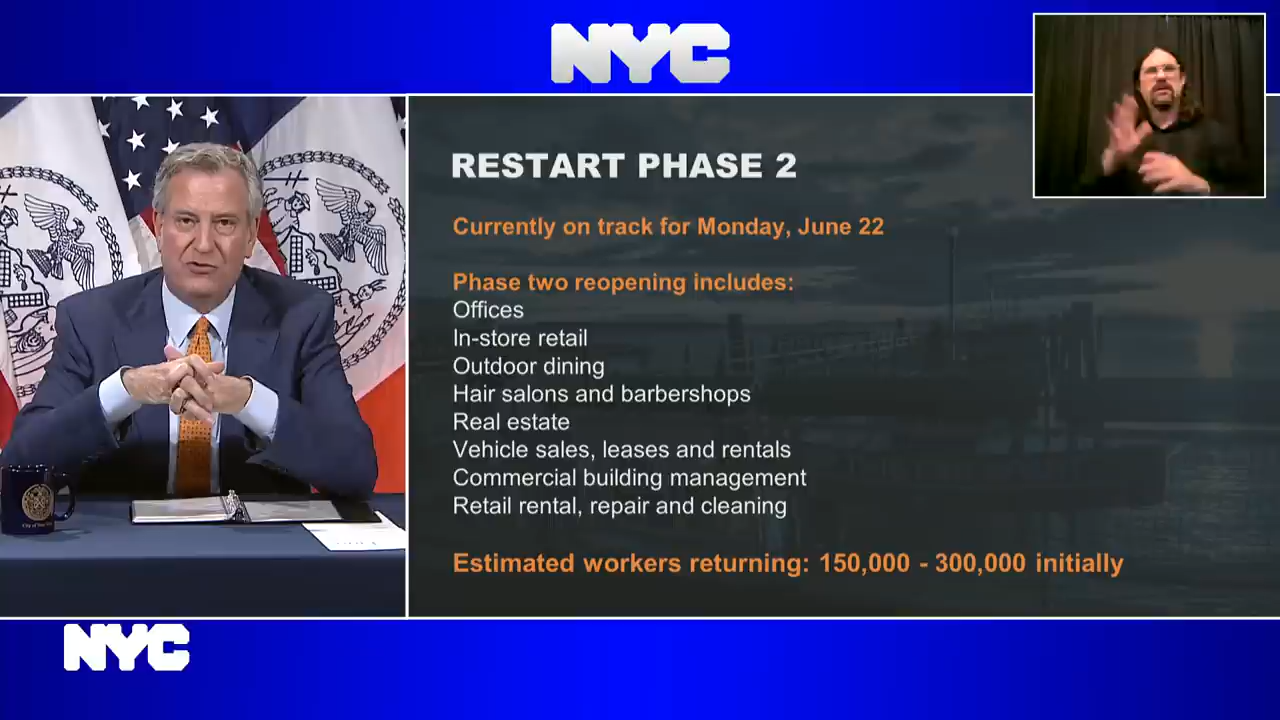 NYC
RESTART PHASE 2
Currently on track for Monday, June 22
Phase two reopening includes:
Offices
In-store retail
Outdoor dining
Hair salons and barbershops
Real estate
Vehicle sales, leases and rentals
Commercial building management
Retail rental, repair and cleaning
Estimated workers returning: 150,000 - 300,000 initially
NYC